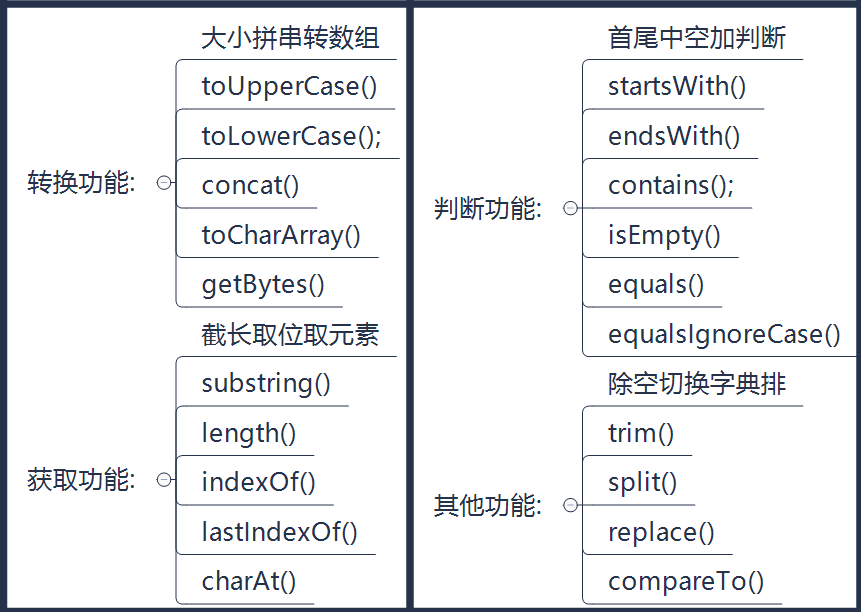 转换功能:
大小拼串转数组
toUpperCase()
toLowerCase();
concat()
toCharArray()
getBytes()
获取功能:
截长取位取元素
substring()
length()
indexOf()
lastIndexOf()
charAt()
判断功能:
首尾中空加判断
startsWith()
endsWith()
contains();
isEmpty()
equals()
equalsIgnoreCase()
其他功能:
除空切换字典排
trim()
split()
replace()
compareTo()